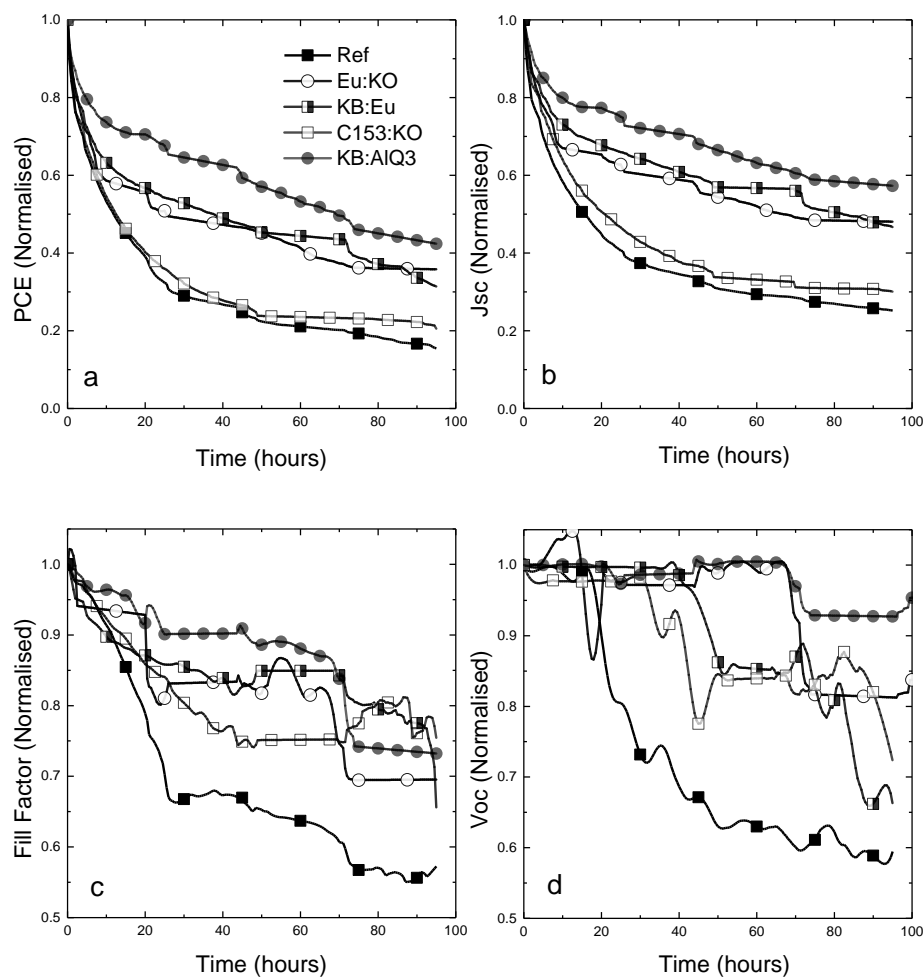 1.0
0.8
0.6
0.4
0.2
0.0
PCE (Normalised)
Ref
Eu:KO
KB:Eu
C153:KO
KB:AlQ3
a
0 20 40 60 80 100
Time (hours)
1.0
0.8
0.6
0.4
0.2
0.0
Jsc (Normalised)
b
0 20 40 60 80 100
Time (hours)
1.0
0.9
0.8
0.7
0.6
0.5
Fill Factor (Normalised)
c
0 20 40 60 80 100
Time (hours)
1.0
0.9
0.8
0.7
0.6
0.5
Voc (Normalised)
d
0 20 40 60 80 100
Time (hours)